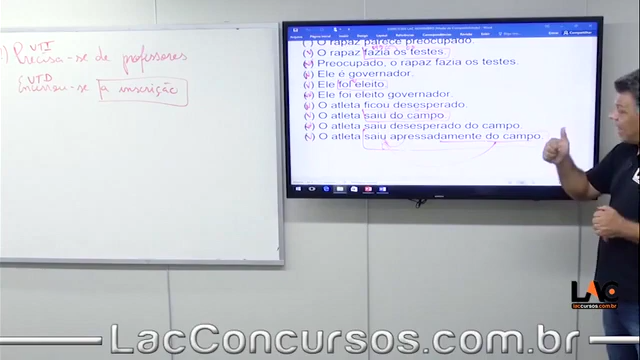 VTI
1) Precisa-se de professores
VTD
Encerrou-se a inscrição
O rapaz parece preocupado.
O rapaz fazia os testes.
Preocupado, o rapaz fazia os testes.
Ele é governador.
Ele foi eleito
Ele foi eleito governador.
O atleta ficou desesperado.
O atleta saiu do campo.
O atleta saiu desesperado do campo.
O atleta saiu apressadamente do campo.
LAC
laccursos.com.br
LacConcursos.com.br